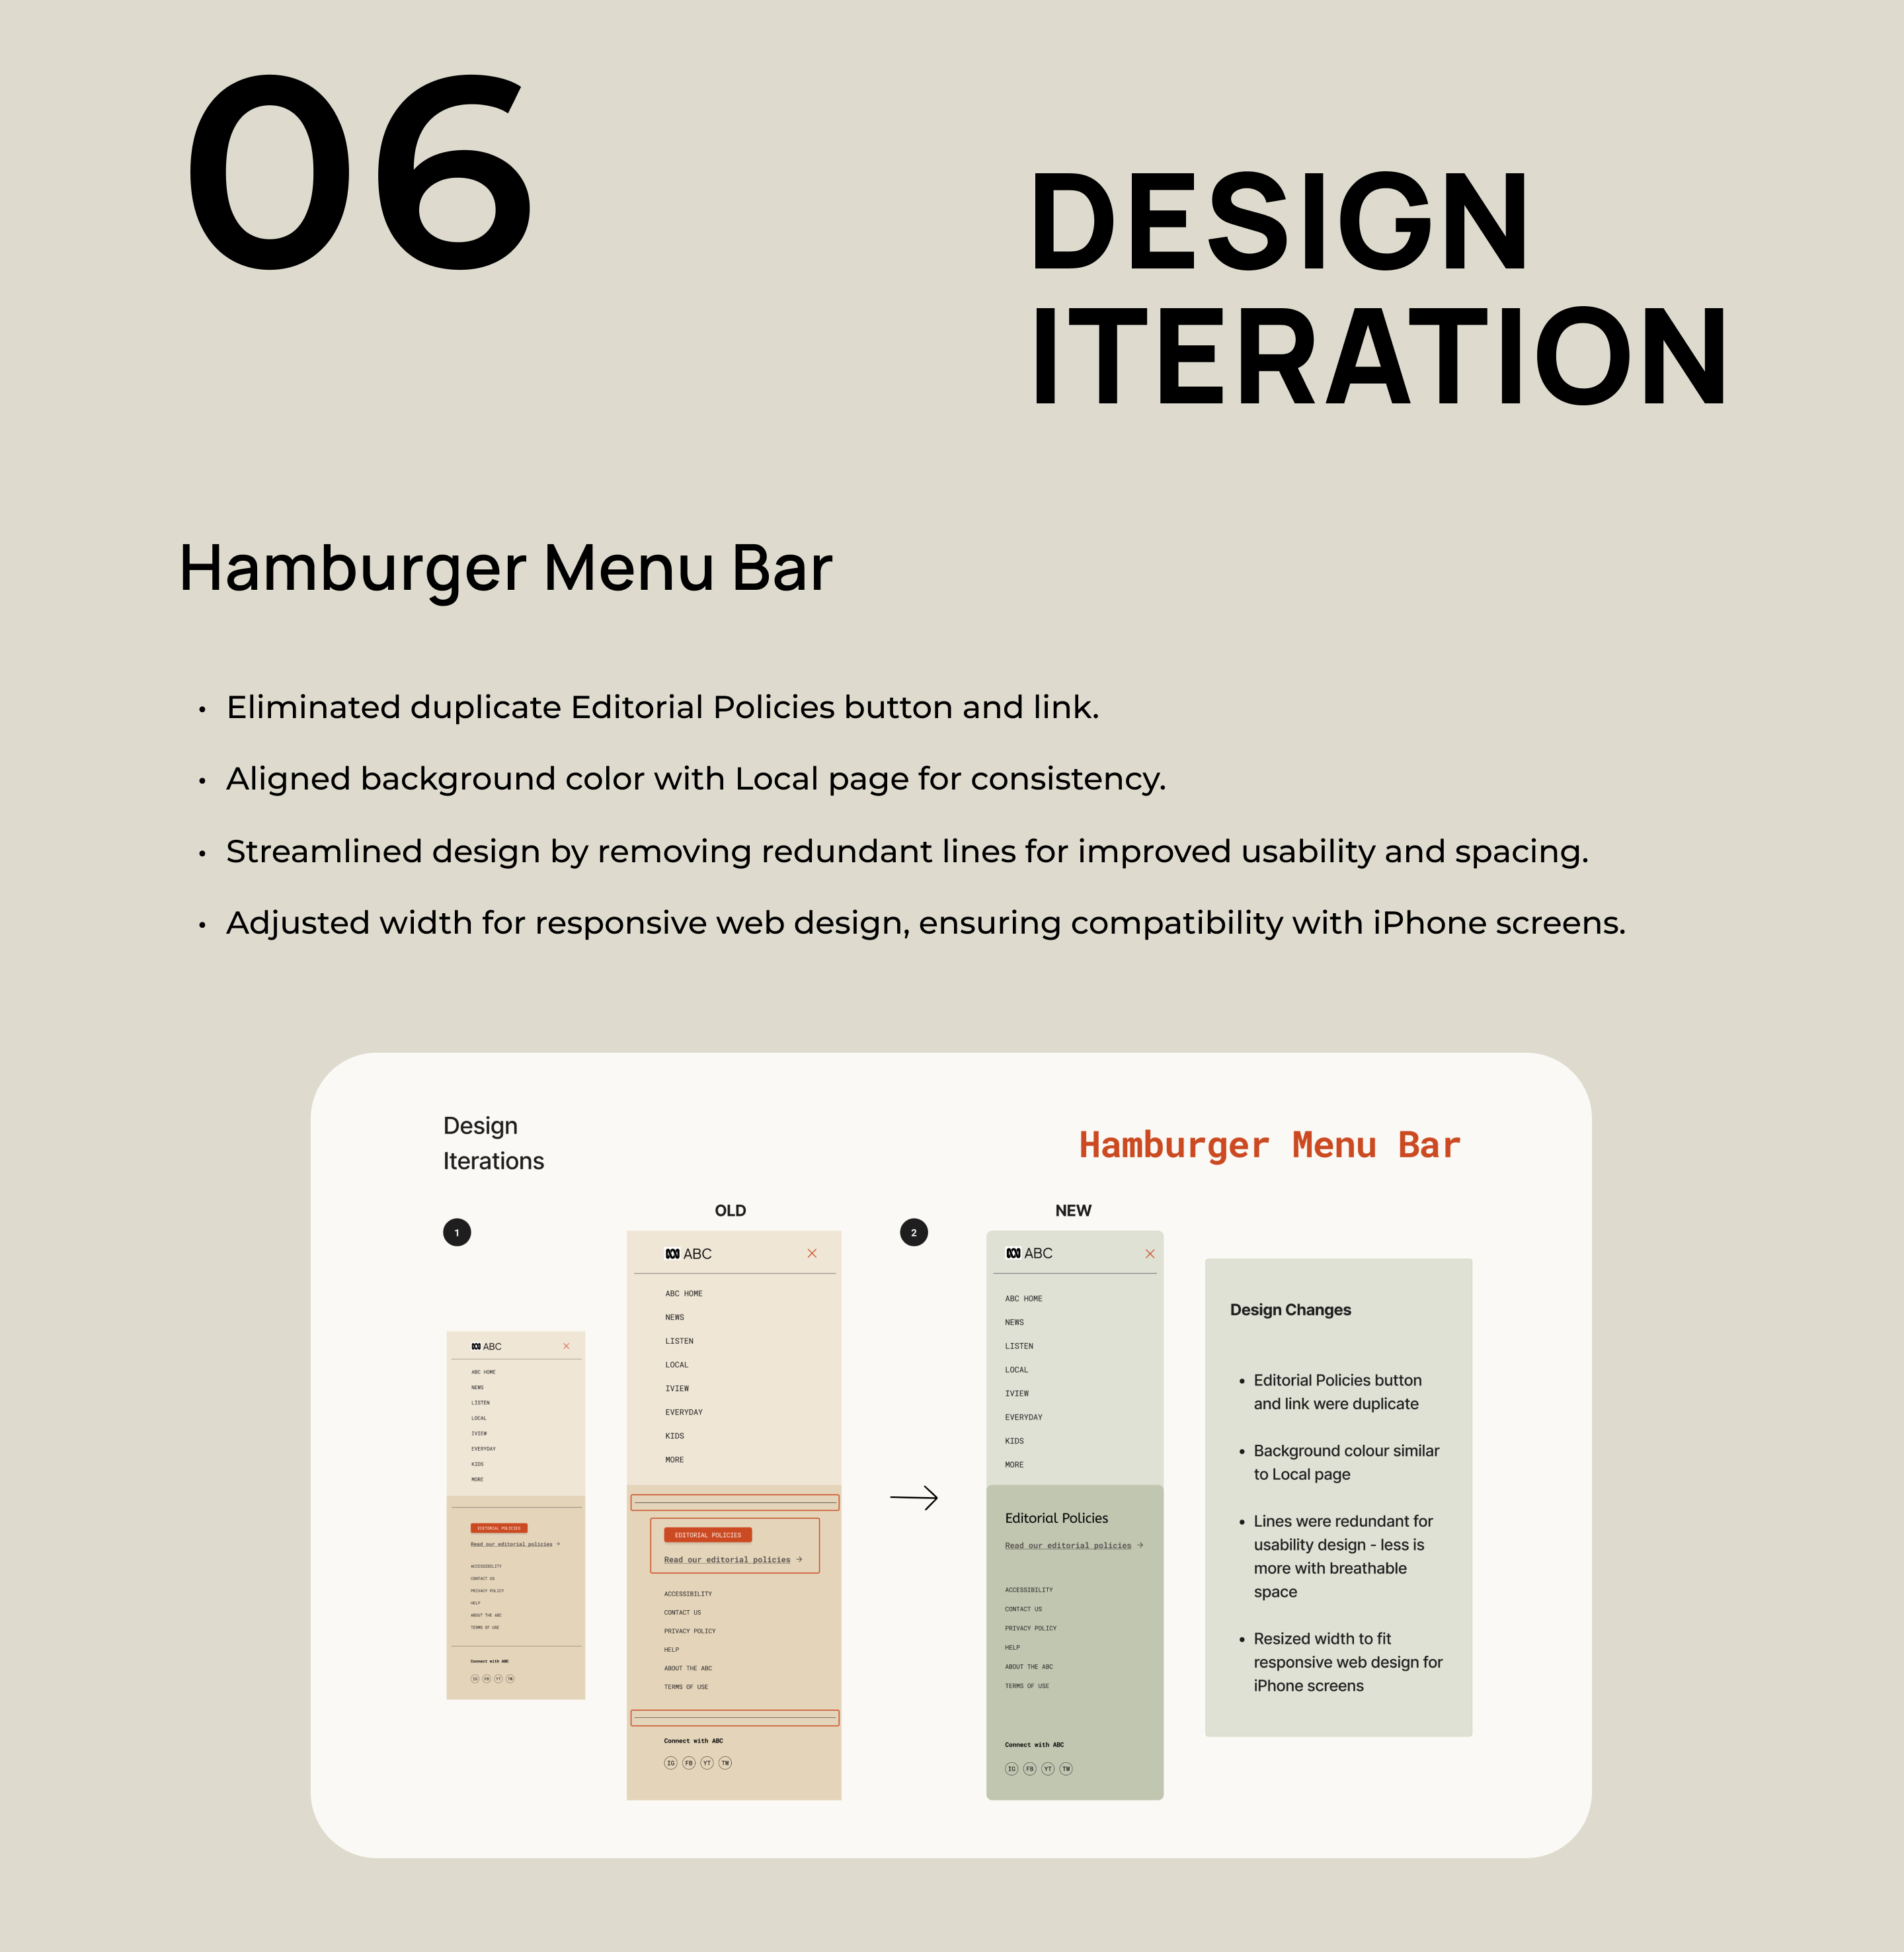 06
DESIGN
ITERATION
Hamburger Menu Bar
• Eliminated duplicate Editorial Policies button and link.
• Aligned background color with Local page for consistency.
• Streamlined design by removing redundant lines for improved usability and spacing.
• Adjusted width for responsive web design, ensuring compatibility with iPhone screens.
Design
Iterations
Hamburger Menu Bar
1
ABC
ABC HOME
NEWS
LISTEN
LOCAL
IVIEW
EVERYDAY
KIDS
MORE
EDITORIAL POLICIES
Read our editorial policies →
ACCESSIBILITY
CONTACT US
PRIVACY POLICY
HELP
ABOUT THE ABC
TERMS OF USE
Connect with ABC
IG FB YT TW
OLD
ABC
ABC HOME
NEWS
LISTEN
LOCAL
IVIEW
EVERYDAY
KIDS
MORE
EDITORIAL POLICIES
Read our editorial policies →
ACCESSIBILITY
CONTACT US
PRIVACY POLICY
HELP
ABOUT THE ABC
TERMS OF USE
Connect with ABC
IG FB YT TW
2
NEW
ABC
ABC HOME
NEWS
LISTEN
LOCAL
IVIEW
EVERYDAY
KIDS
MORE
Editorial Policies
Read our editorial policies →
ACCESSIBILITY
CONTACT US
PRIVACY POLICY
HELP
ABOUT THE ABC
TERMS OF USE
Connect with ABC
IG FB YT TW
Design Changes
• Editorial Policies button
and link were duplicate
• Background colour similar
to Local page
• Lines were redundant for
usability design - less is
more with breathable
space
• Resized width to fit
responsive web design for
iPhone screens